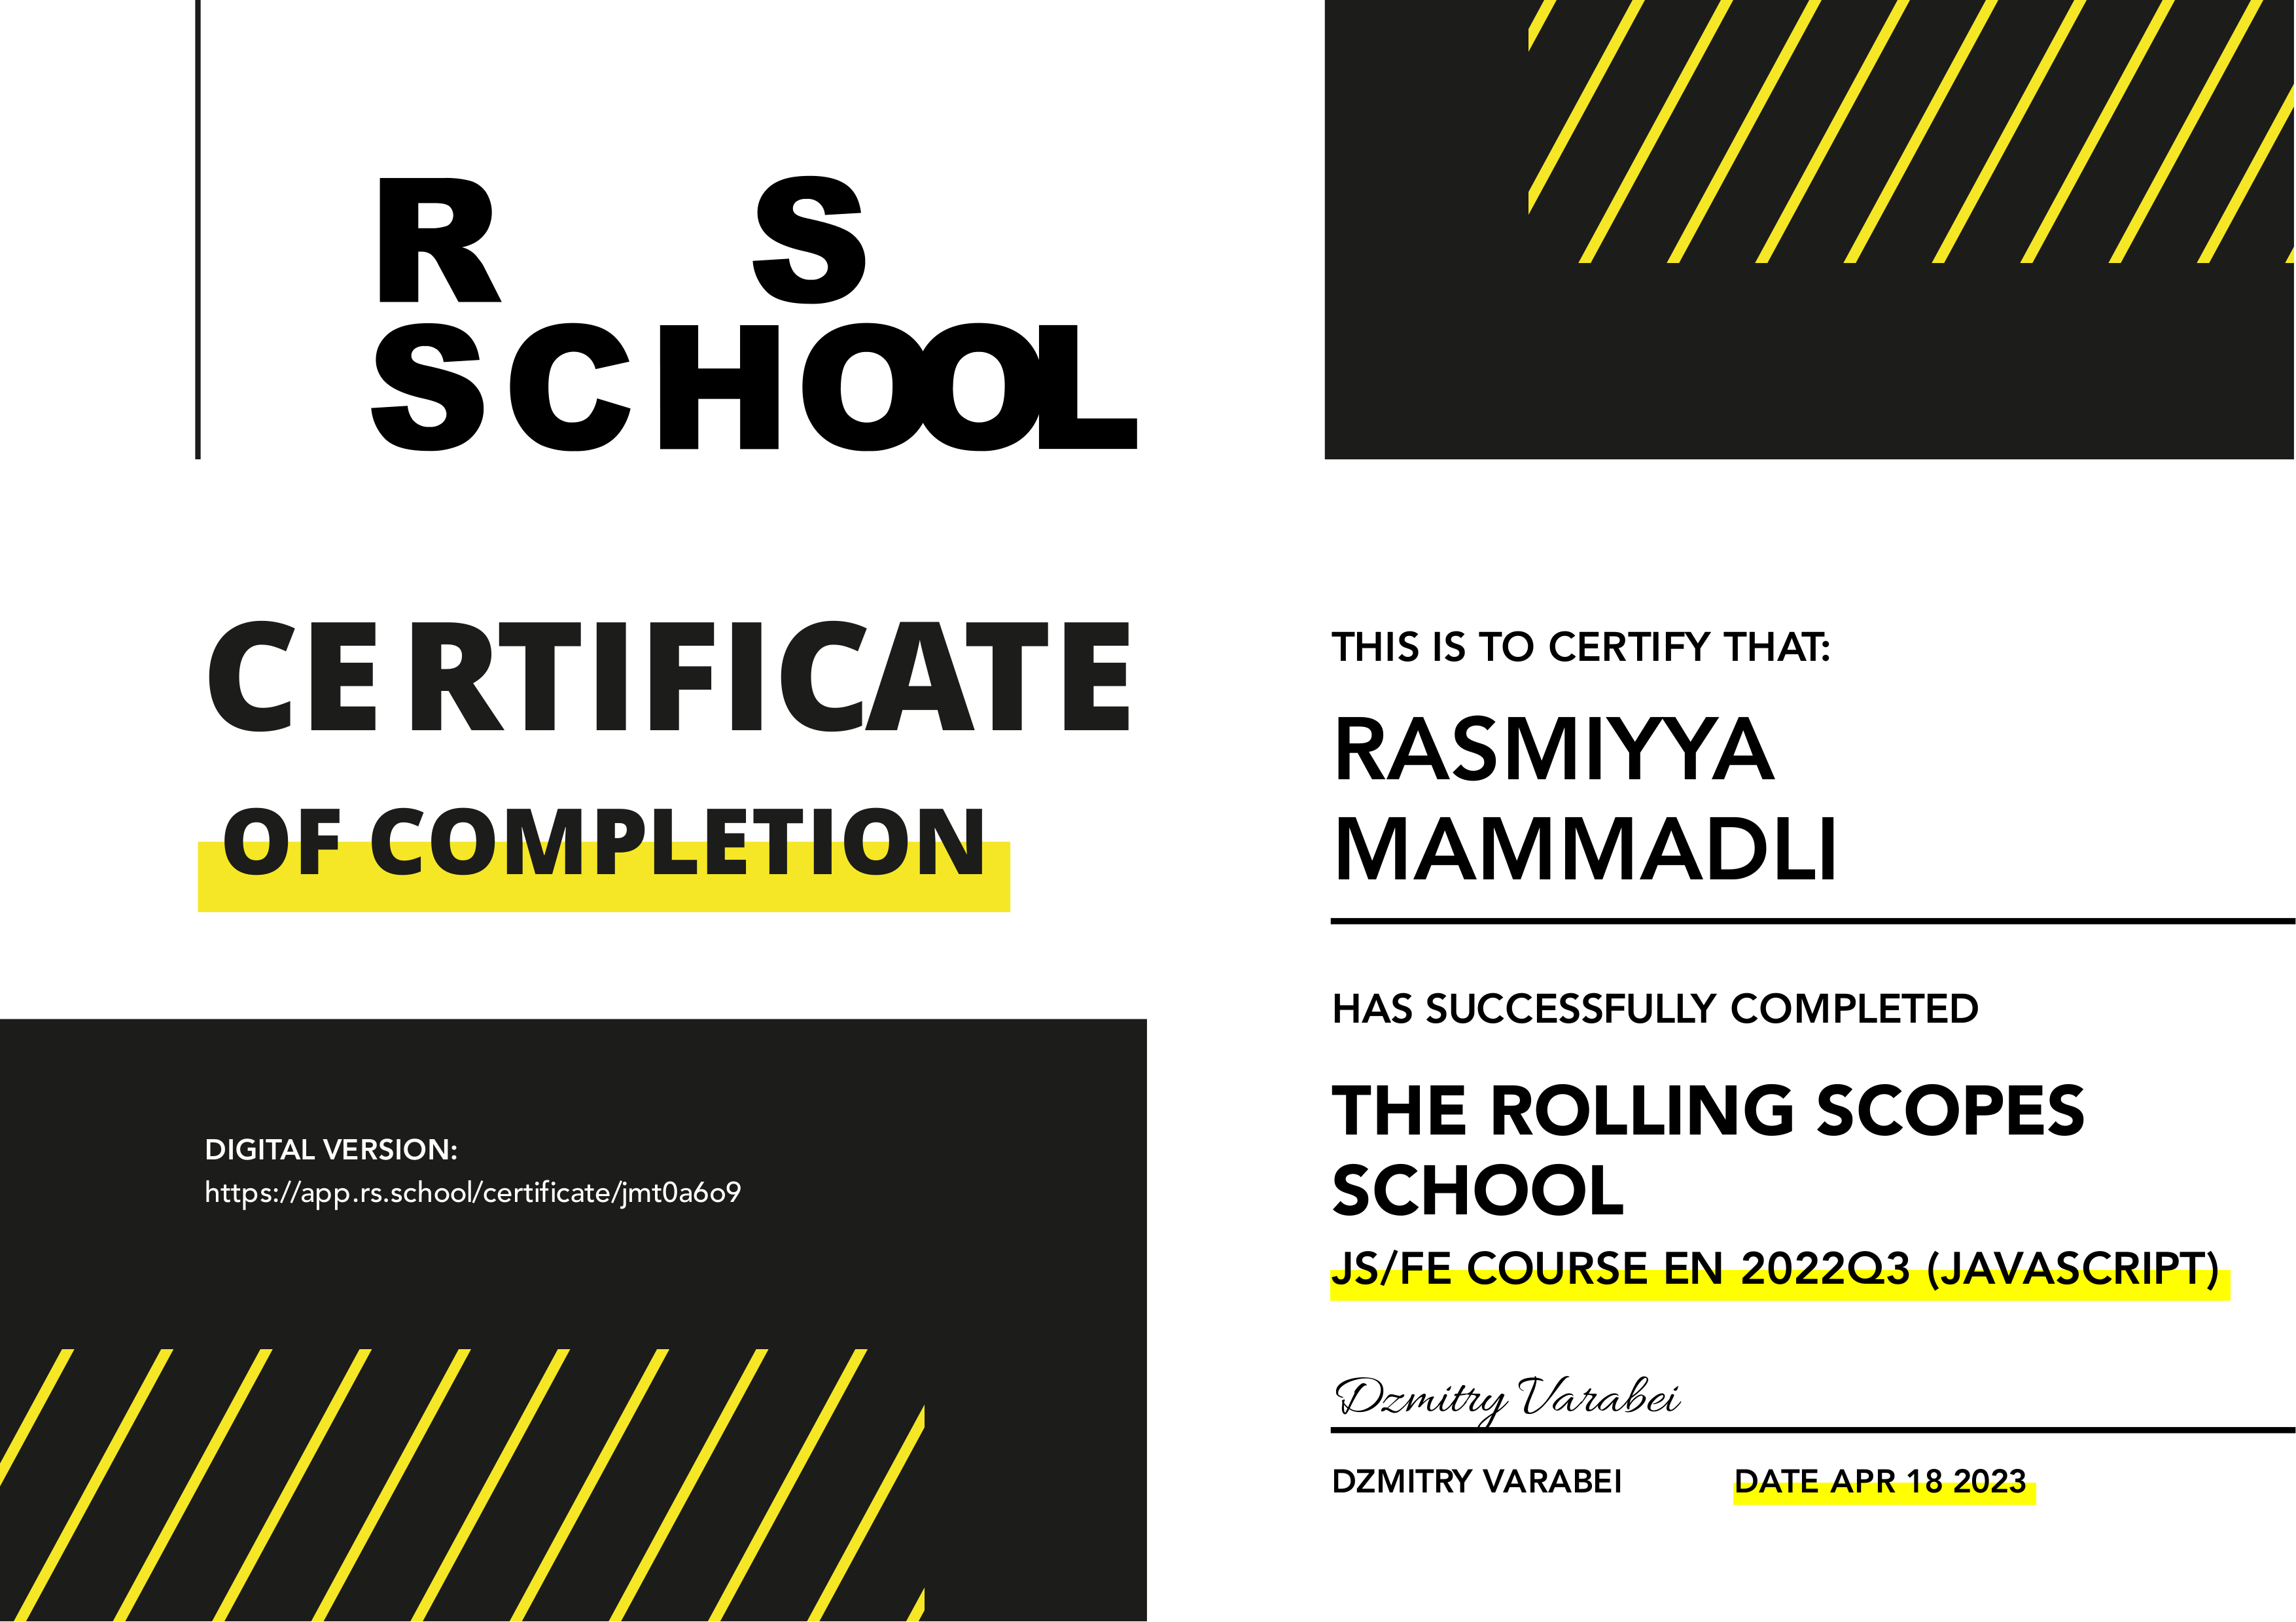 R S
SCHOOL
CERTIFICATE
OF COMPLETION
DIGITAL VERSION:
https://app.rs.school/certificate/jmt0a6o9
THIS IS TO CERTIFY THAT:
RASMIYYA
MAMMADLI
HAS SUCCESSFULLY COMPLETED
THE ROLLING SCOPES
SCHOOL
JS/FE COURSE EN 2022Q3 (JAVASCRIPT)
Dzmitry Varabei
DZMITRY VARABEI DATE APR 18 2023